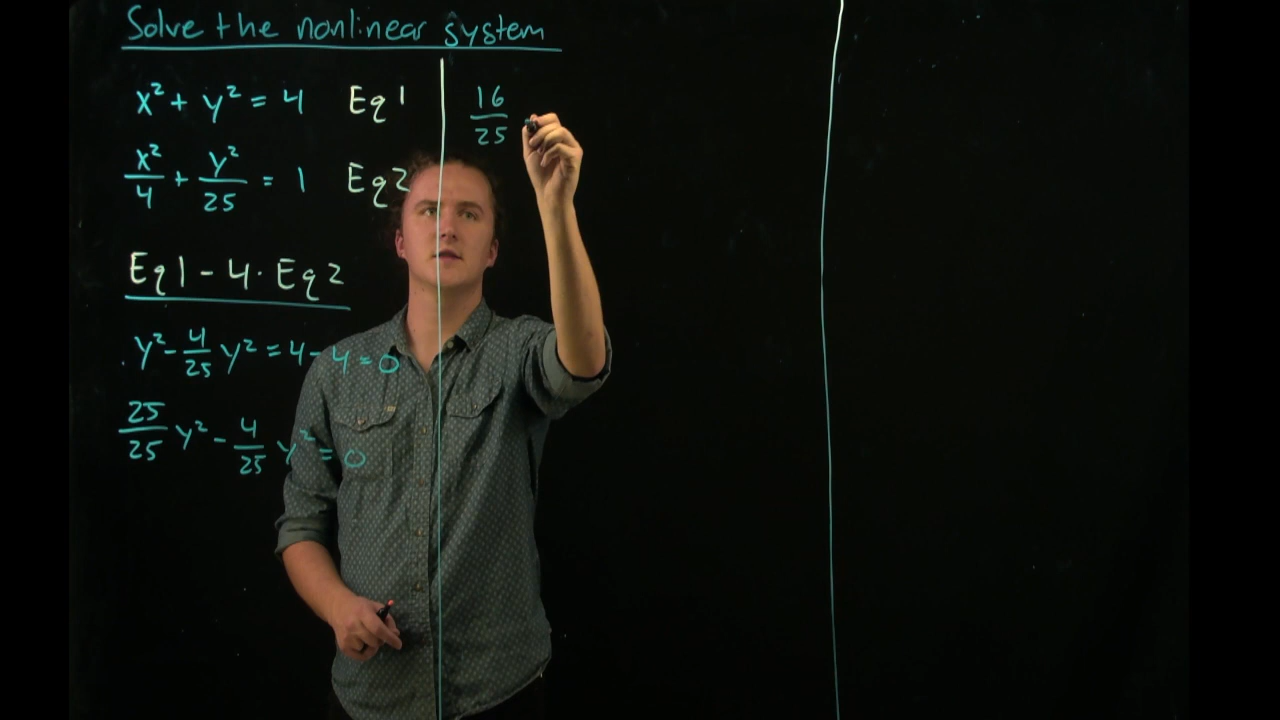 Solve the nonlinear system
x² + y² = 4 Eq 1
x²/4 + y²/25 = 1 Eq 2
Eq 1 - 4 · Eq 2
y² - 4/25 y² = 4 - 4 = 0
25/25 y² - 4/25 y² = 0
16/25